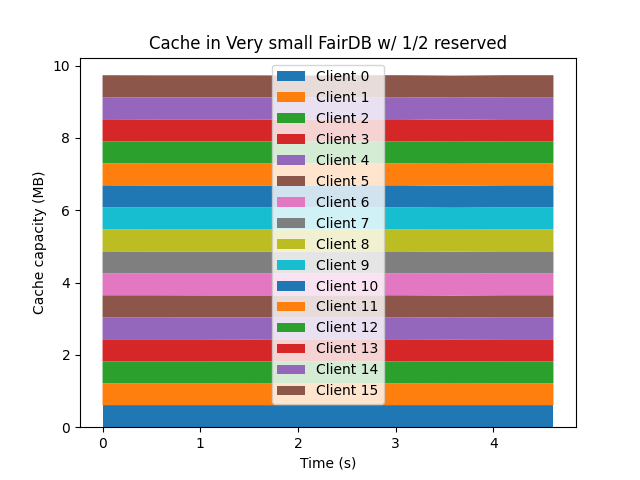 Cache in Very small FairDB w/ 1/2 reserved
10
8
6
4
2
0
Cache capacity (MB)
Client 0
Client 1
Client 2
Client 3
Client 4
Client 5
Client 6
Client 7
Client 8
Client 9
Client 10
Client 11
Client 12
Client 13
Client 14
Client 15
0 1 2 3 4
Time (s)